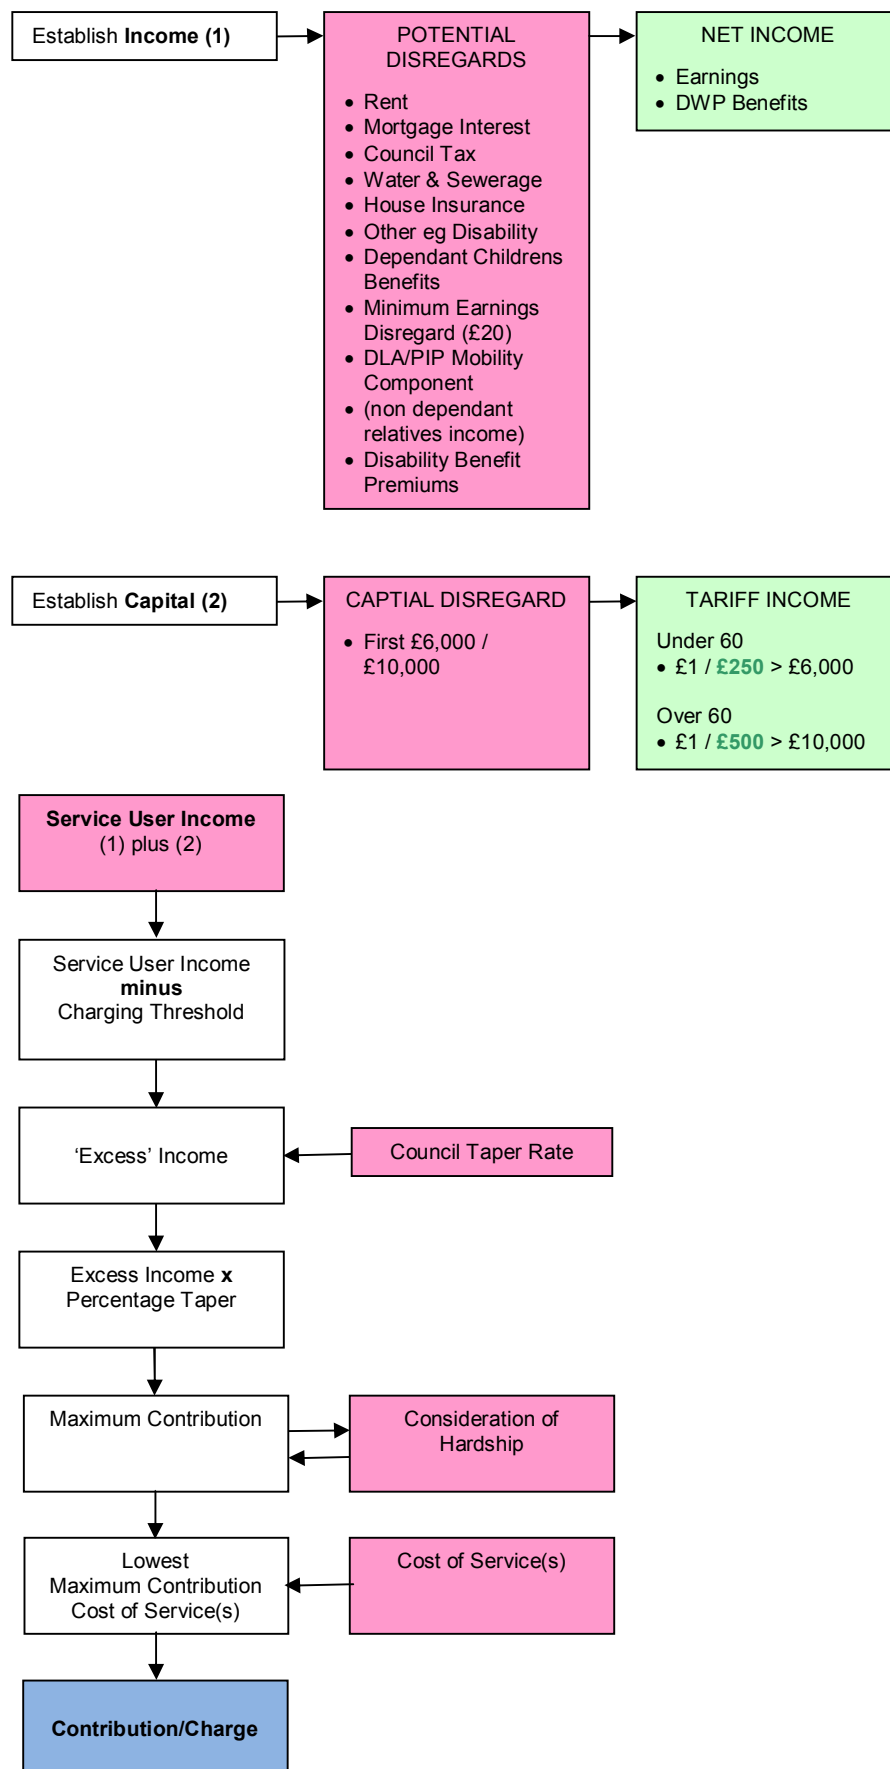 Establish Income (1)
POTENTIAL
DISREGARDS
• Rent
• Mortgage Interest
• Council Tax
• Water & Sewerage
• House Insurance
• Other eg Disability
• Dependant Childrens
Benefits
• Minimum Earnings
Disregard (£20)
• DLA/PIP Mobility
Component
• (non dependant
relatives income)
• Disability Benefit
Premiums
NET INCOME
• Earnings
• DWP Benefits
Establish Capital (2)
CAPTIAL DISREGARD
• First £6,000 /
£10,000
TARIFF INCOME
Under 60
• £1 / £250 > £6,000
Over 60
• £1 / £500 > £10,000
Service User Income
(1) plus (2)
Service User Income
minus
Charging Threshold
‘Excess’ Income
Council Taper Rate
Excess Income x
Percentage Taper
Maximum Contribution
Consideration of
Hardship
Lowest
Maximum Contribution
Cost of Service(s)
Cost of Service(s)
Contribution/Charge